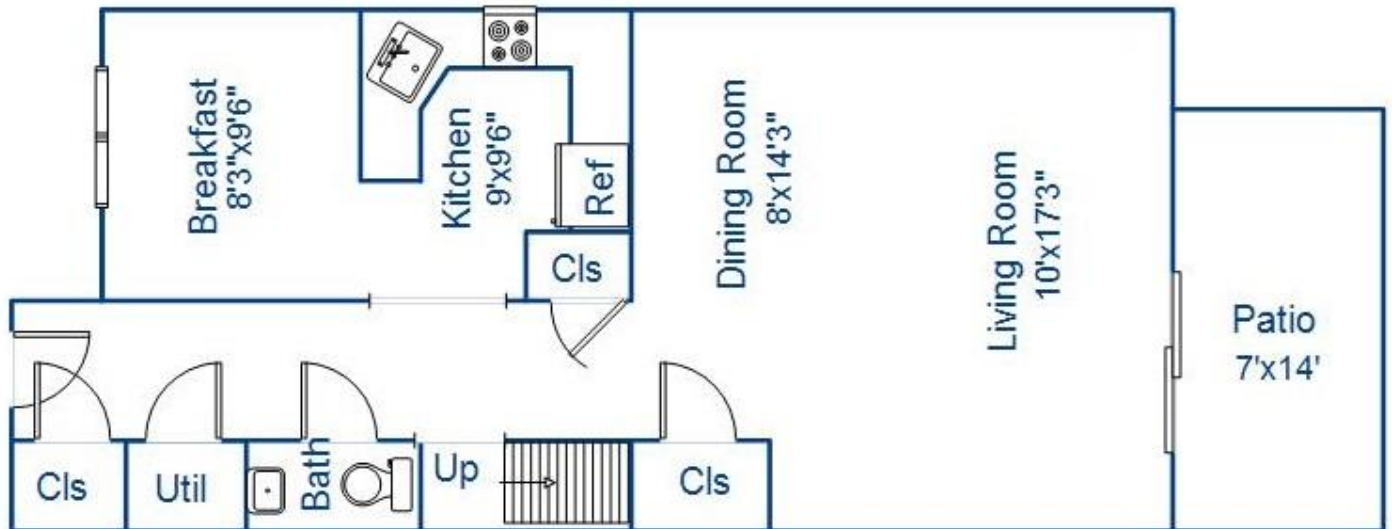 Breakfast
8'3"x9'6"
Kitchen
9'x9'6"
Ref
Cls
Dining Room
8'x14'3"
Living Room
10'x17'3"
Patio
7'x14'
Cls
Util
Bath
Up
Cls